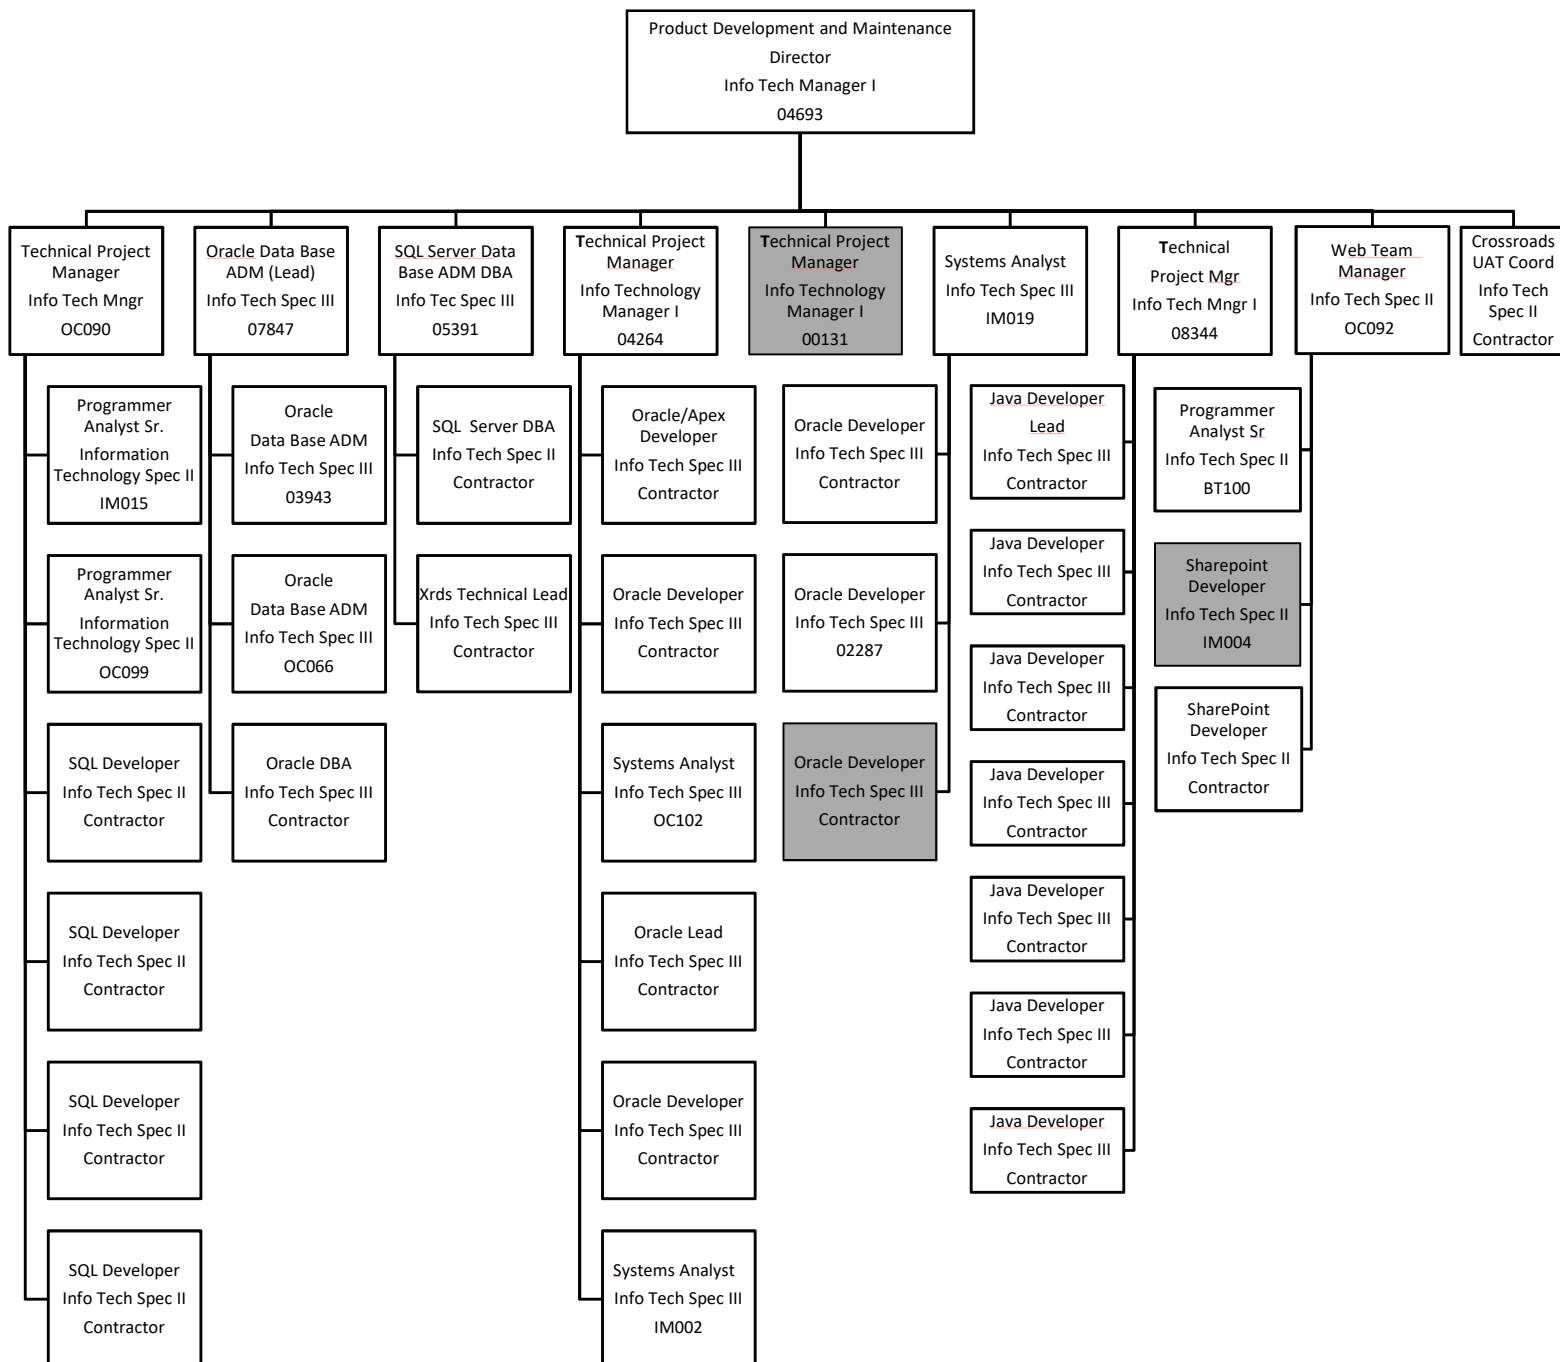 Product Development and Maintenance
Director
Info Tech Manager I
04693
Technical Project
Manager
Info Tech Mngr
OC090
Oracle Data Base
ADM (Lead)
Info Tech Spec III
07847
SQL Server Data
Base ADM DBA
Info Tec Spec III
05391
Technical Project
Manager
Info Technology
Manager I
04264
Technical Project
Manager
Info Technology
Manager I
00131
Systems Analyst
Info Tech Spec III
IM019
Technical
Project Mgr
Info Tech Mngr I
08344
Web Team
Manager
Info Tech Spec II
OC092
Crossroads
UAT Coord
Info Tech
Spec II
Contractor
Programmer
Analyst Sr.
Information
Technology Spec II
IM015
Programmer
Analyst Sr.
Information
Technology Spec II
OC099
SQL Developer
Info Tech Spec II
Contractor
SQL Developer
Info Tech Spec II
Contractor
SQL Developer
Info Tech Spec II
Contractor
SQL Developer
Info Tech Spec II
Contractor
Oracle
Data Base ADM
Info Tech Spec III
03943
Oracle
Data Base ADM
Info Tech Spec III
OC066
Oracle DBA
Info Tech Spec III
Contractor
SQL Server DBA
Info Tech Spec II
Contractor
Xrds Technical Lead
Info Tech Spec III
Contractor
Oracle/Apex
Developer
Info Tech Spec III
Contractor
Oracle Developer
Info Tech Spec III
Contractor
Systems Analyst
Info Tech Spec III
OC102
Oracle Lead
Info Tech Spec III
Contractor
Oracle Developer
Info Tech Spec III
Contractor
Systems Analyst
Info Tech Spec III
IM002
Oracle Developer
Info Tech Spec III
Contractor
Oracle Developer
Info Tech Spec III
02287
Oracle Developer
Info Tech Spec III
Contractor
Java Developer
Lead
Info Tech Spec III
Contractor
Java Developer
Info Tech Spec III
Contractor
Java Developer
Info Tech Spec III
Contractor
Java Developer
Info Tech Spec III
Contractor
Java Developer
Info Tech Spec III
Contractor
Java Developer
Info Tech Spec III
Contractor
Java Developer
Info Tech Spec III
Contractor
Programmer
Analyst Sr
Info Tech Spec II
BT100
Sharepoint
Developer
Info Tech Spec II
IM004
SharePoint
Developer
Info Tech Spec II
Contractor